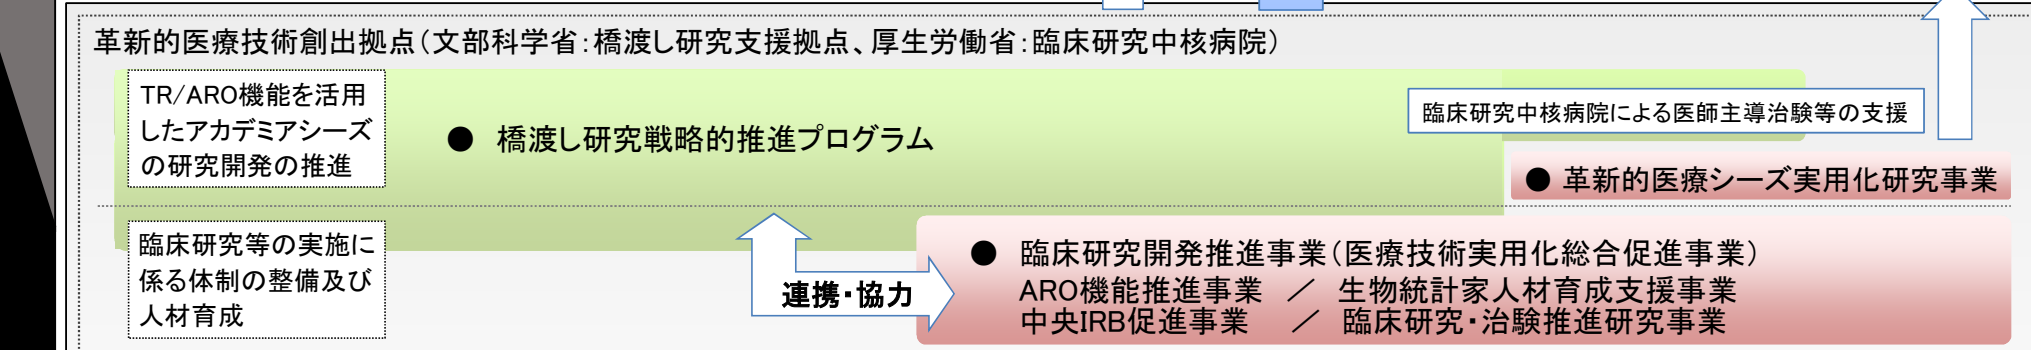 革新的医療技術創出拠点(文部科学省:橋渡し研究支援拠点、厚生労働省:臨床研究中核病院)
TR/ARO機能を活用
したアカデミアシーズ
の研究開発の推進
● 橋渡し研究戦略的推進プログラム
臨床研究中核病院による医師主導治験等の支援
● 革新的医療シーズ実用化研究事業
臨床研究等の実施に
係る体制の整備及び
人材育成
連携・協力
● 臨床研究開発推進事業(医療技術実用化総合促進事業)
ARO機能推進事業 / 生物統計家人材育成支援事業
中央IRB促進事業 / 臨床研究・治験推進研究事業